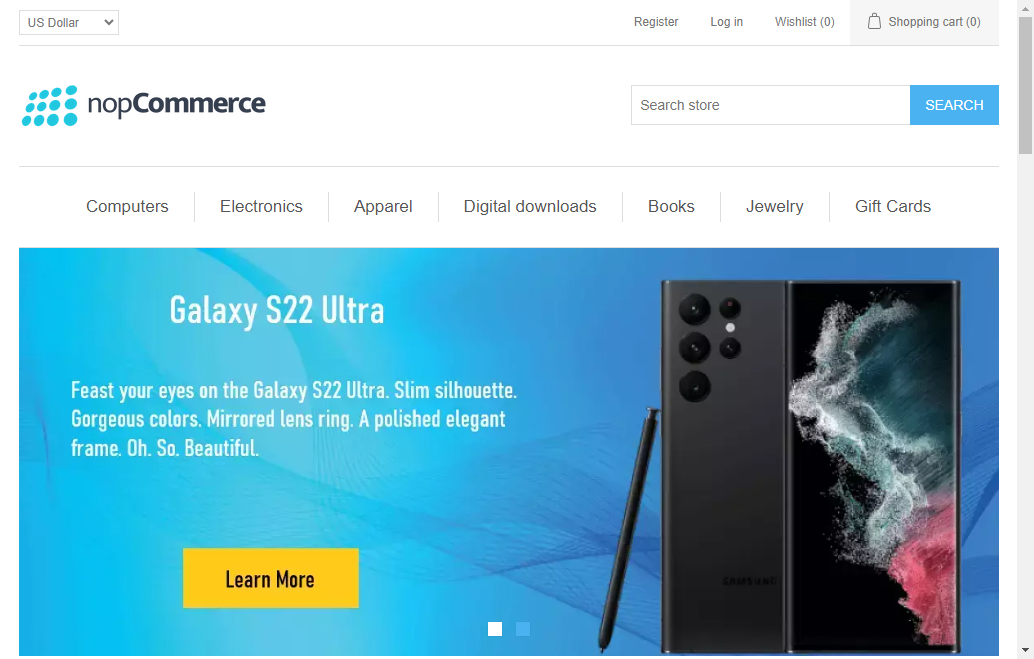 US Dollar
Register
Log in
Wishlist (0)
Shopping cart (0)
nopCommerce
Search store
SEARCH
Computers
Electronics
Apparel
Digital downloads
Books
Jewelry
Gift Cards
Galaxy S22 Ultra
Feast your eyes on the Galaxy S22 Ultra. Slim silhouette.
Gorgeous colors. Mirrored lens ring. A polished elegant
frame. Oh. So. Beautiful.
Learn More
SAMSUNG